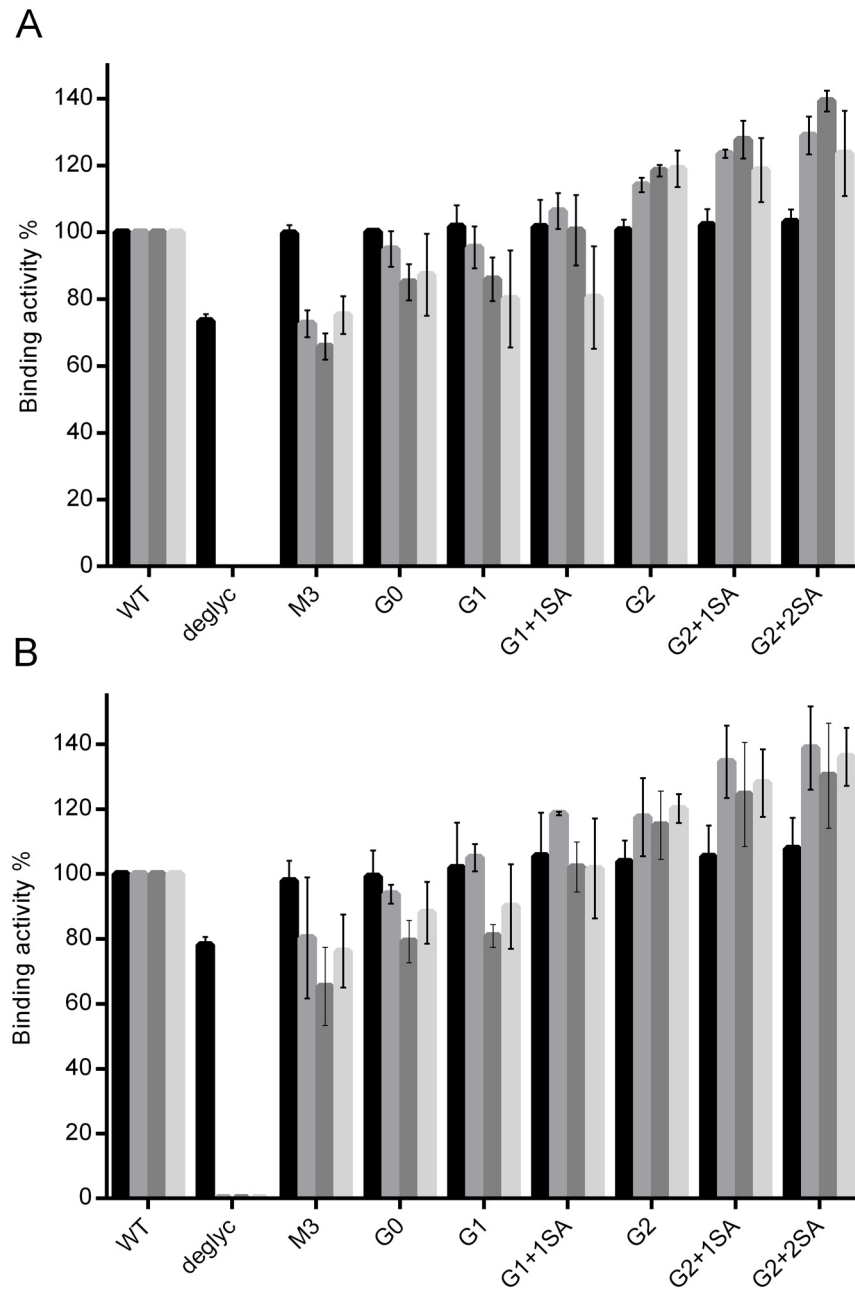 A
140
120
100
80
60
40
20
0
Binding activity %
WT
deglyc
M3
G0
G1
G1+1SA
G2
G2+1SA
G2+2SA
B
140
120
100
80
60
40
20
0
Binding activity %
WT
deglyc
M3
G0
G1
G1+1SA
G2
G2+1SA
G2+2SA